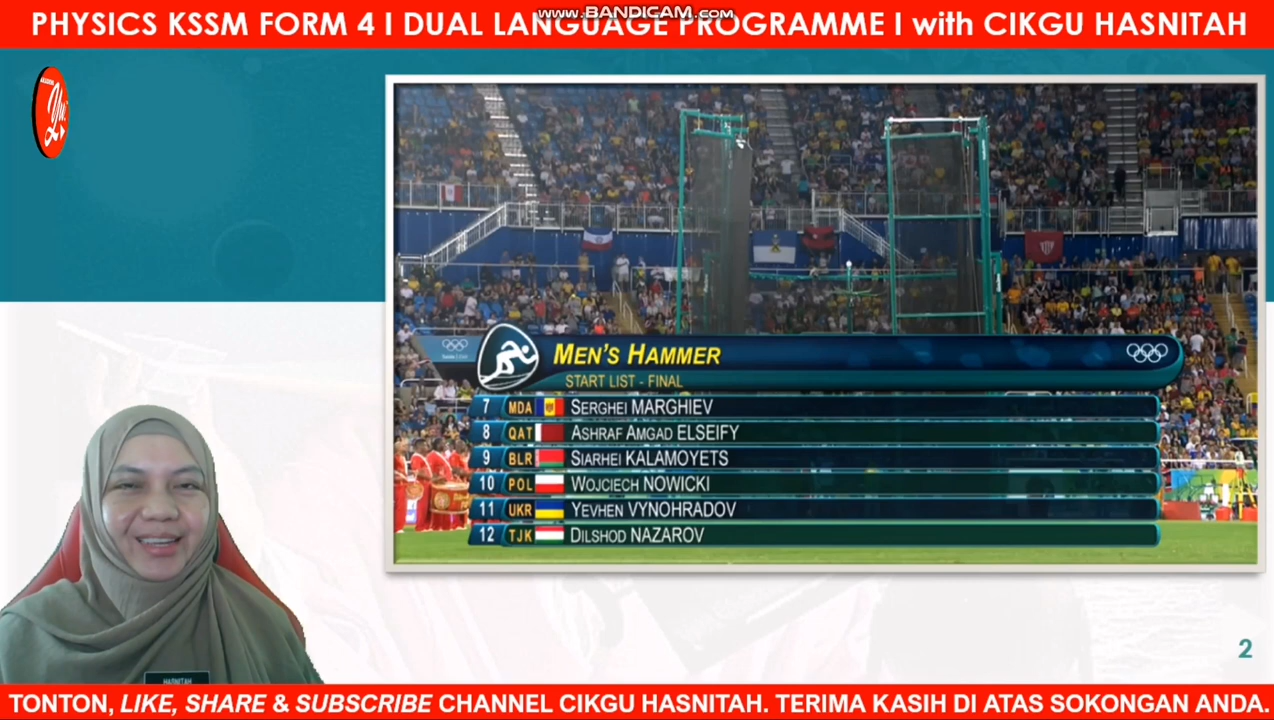 www.BANDICAM.com
PHYSICS KSSM FORM 4 I DUAL LANGUAGE PROGRAMME I with CIKGU HASNITAH
MEN'S HAMMER
START LIST - FINAL
7 MDA SERGHEI MARGHIEV
8 QAT ASHRAF AMGAD ELSEIFY
9 BLR SIARHEI KALAMOYETS
10 POL WOJCIECH NOWICKI
11 UKR YEVHEN VYNOHRADOV
12 TJK DILSHOD NAZAROV
HASNITAH
2
TONTON, LIKE, SHARE & SUBSCRIBE CHANNEL CIKGU HASNITAH. TERIMA KASIH DI ATAS SOKONGAN ANDA.